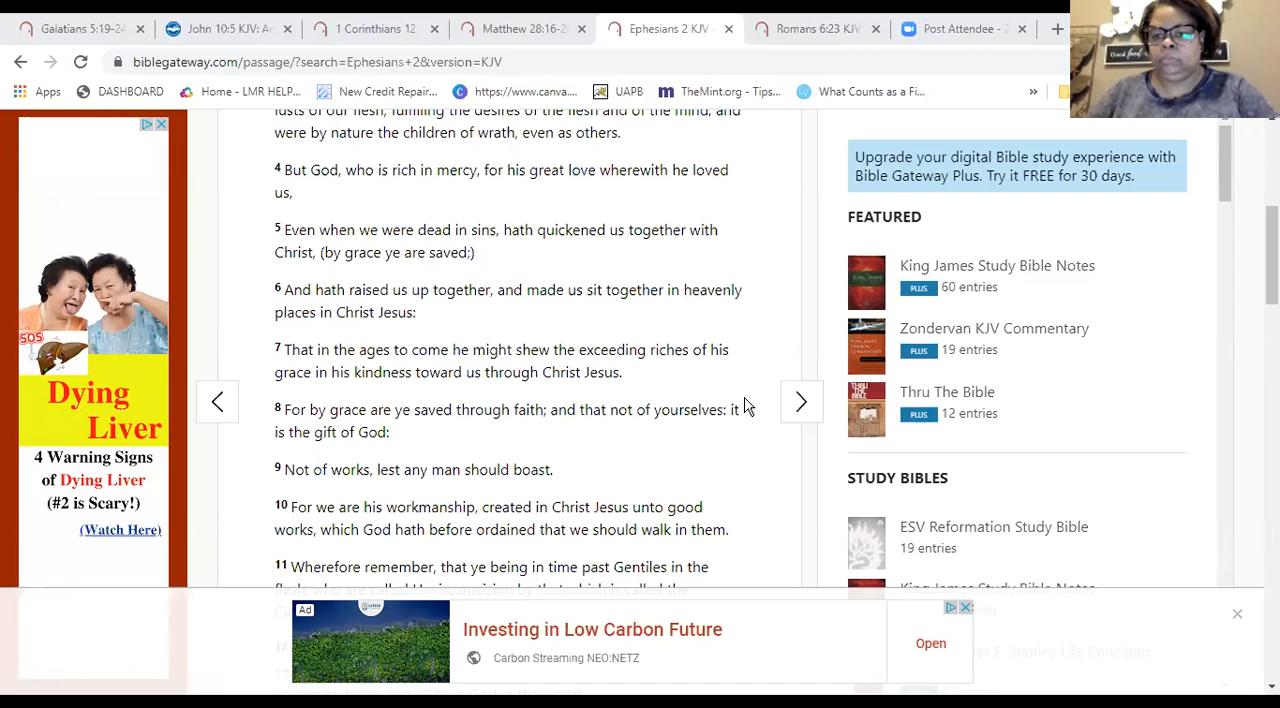 Galatians 5:19-24
John 10:5 KJV: A
1 Corinthians 12
Matthew 28:16-2
Ephesians 2 KJV -
Romans 6:23 KJV
Post Attendee - Z
biblegateway.com/passage/?search=Ephesians+2&version=KJV
Apps
DASHBOARD
Home - LMR HELP...
New Credit Repair...
https://www.canva....
UAPB
TheMint.org - Tips...
What Counts as a Fi...
»
Good food
lusts of our flesh, fulfilling the desires of the flesh and of the mind; and
were by nature the children of wrath, even as others.
4 But God, who is rich in mercy, for his great love wherewith he loved
us,
5 Even when we were dead in sins, hath quickened us together with
Christ, (by grace ye are saved;)
6 And hath raised us up together, and made us sit together in heavenly
places in Christ Jesus:
7 That in the ages to come he might shew the exceeding riches of his
grace in his kindness toward us through Christ Jesus.
8 For by grace are ye saved through faith; and that not of yourselves: it
is the gift of God:
9 Not of works, lest any man should boast.
10 For we are his workmanship, created in Christ Jesus unto good
works, which God hath before ordained that we should walk in them.
11 Wherefore remember, that ye being in time past Gentiles in the
SOS
Dying
Liver
4 Warning Signs
of Dying Liver
(#2 is Scary!)
(Watch Here)
Upgrade your digital Bible study experience with
Bible Gateway Plus. Try it FREE for 30 days.
FEATURED
King James Study Bible Notes
PLUS 60 entries
Zondervan KJV Commentary
PLUS 19 entries
Thru The Bible
PLUS 12 entries
STUDY BIBLES
ESV Reformation Study Bible
19 entries
King James Study Bible Notes
F. Stanley Life Principles
Ad
Investing in Low Carbon Future
Carbon Streaming NEO:NETZ
Open